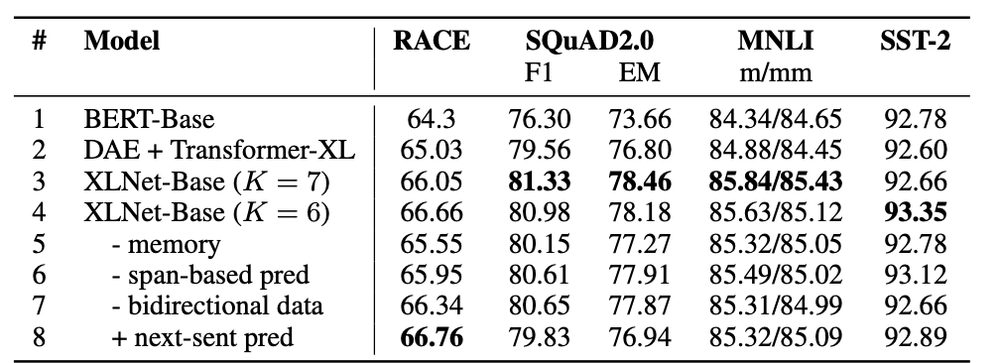 # Model RACE SQuAD2.0 MNLI SST-2
F1 EM m/mm
1 BERT-Base 64.3 76.30 73.66 84.34/84.65 92.78
2 DAE + Transformer-XL 65.03 79.56 76.80 84.88/84.45 92.60
3 XLNet-Base (K = 7) 66.05 81.33 78.46 85.84/85.43 92.66
4 XLNet-Base (K = 6) 66.66 80.98 78.18 85.63/85.12 93.35
5 - memory 65.55 80.15 77.27 85.32/85.05 92.78
6 - span-based pred 65.95 80.61 77.91 85.49/85.02 93.12
7 - bidirectional data 66.34 80.65 77.87 85.31/84.99 92.66
8 + next-sent pred 66.76 79.83 76.94 85.32/85.09 92.89